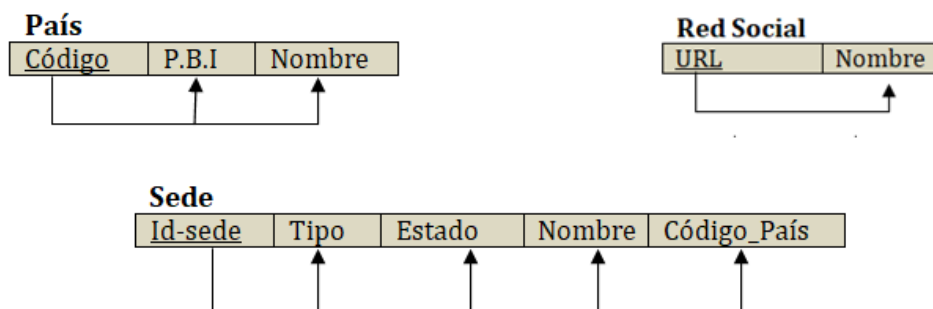 País
Código P.B.I Nombre
Red Social
URL Nombre
Sede
Id-sede Tipo Estado Nombre Código_País